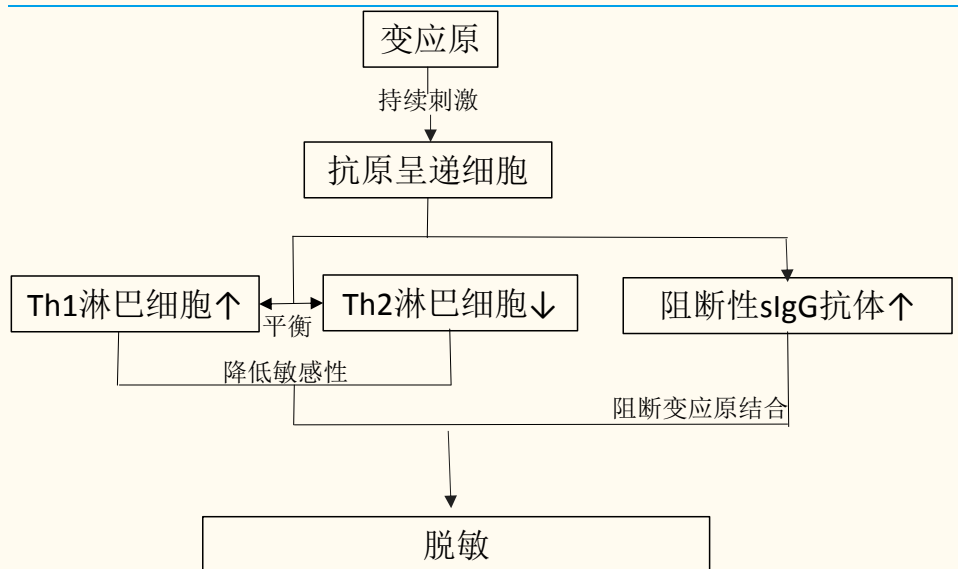 变应原
持续刺激
抗原呈递细胞
Th1淋巴细胞↑
平衡
Th2淋巴细胞↓
阻断性sIgG抗体↑
降低敏感性
阻断变应原结合
脱敏